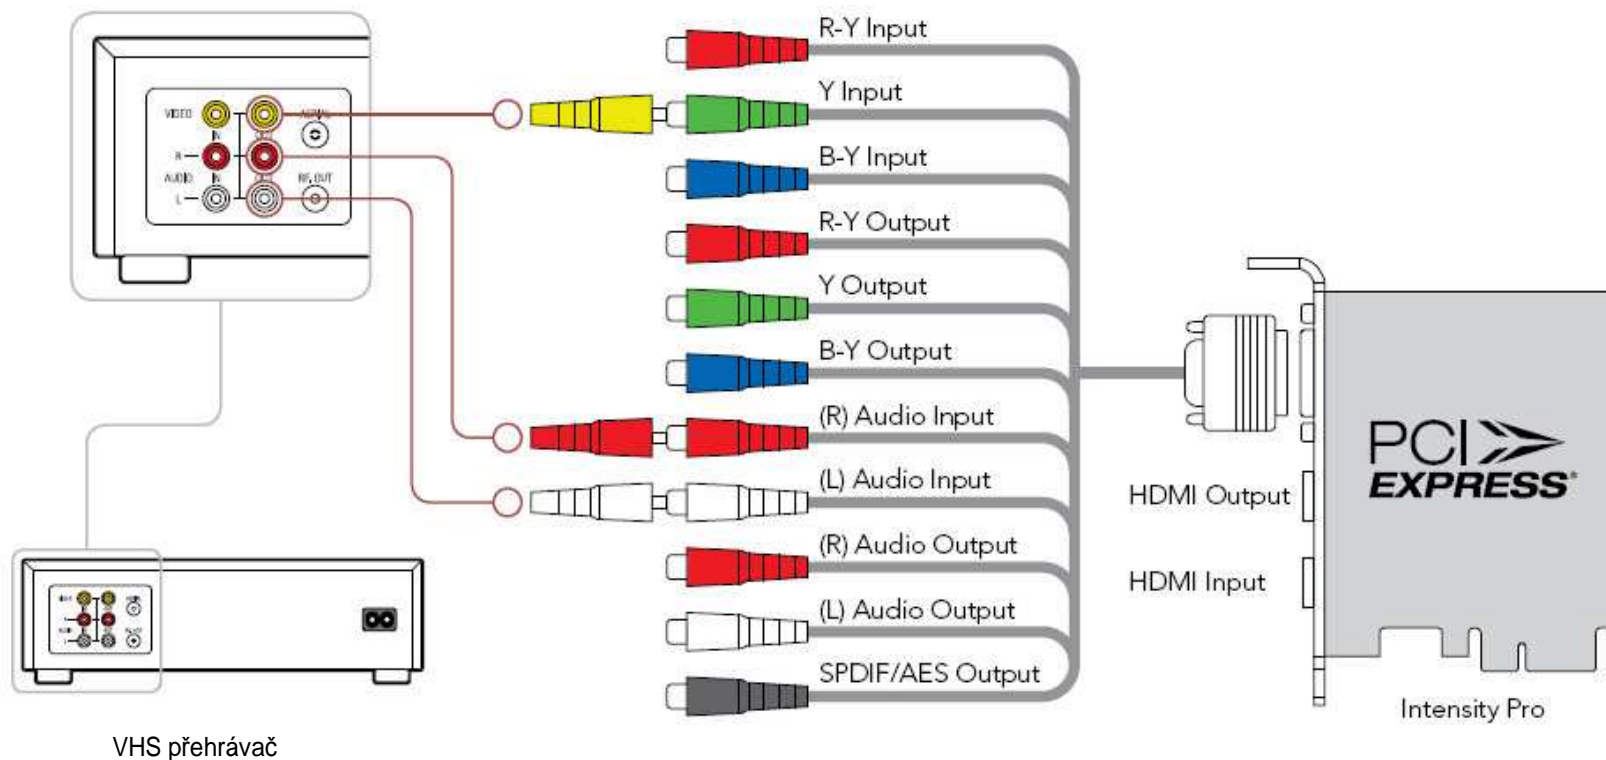 R-Y Input
Y Input
B-Y Input
R-Y Output
Y Output
B-Y Output
(R) Audio Input
(L) Audio Input
(R) Audio Output
(L) Audio Output
SPDIF/AES Output
VIDEO
IN
R
AUDIO IN
L
RF. OUT
HDMI Output
HDMI Input
PCI
EXPRESS®
Intensity Pro
VHS přehrávač